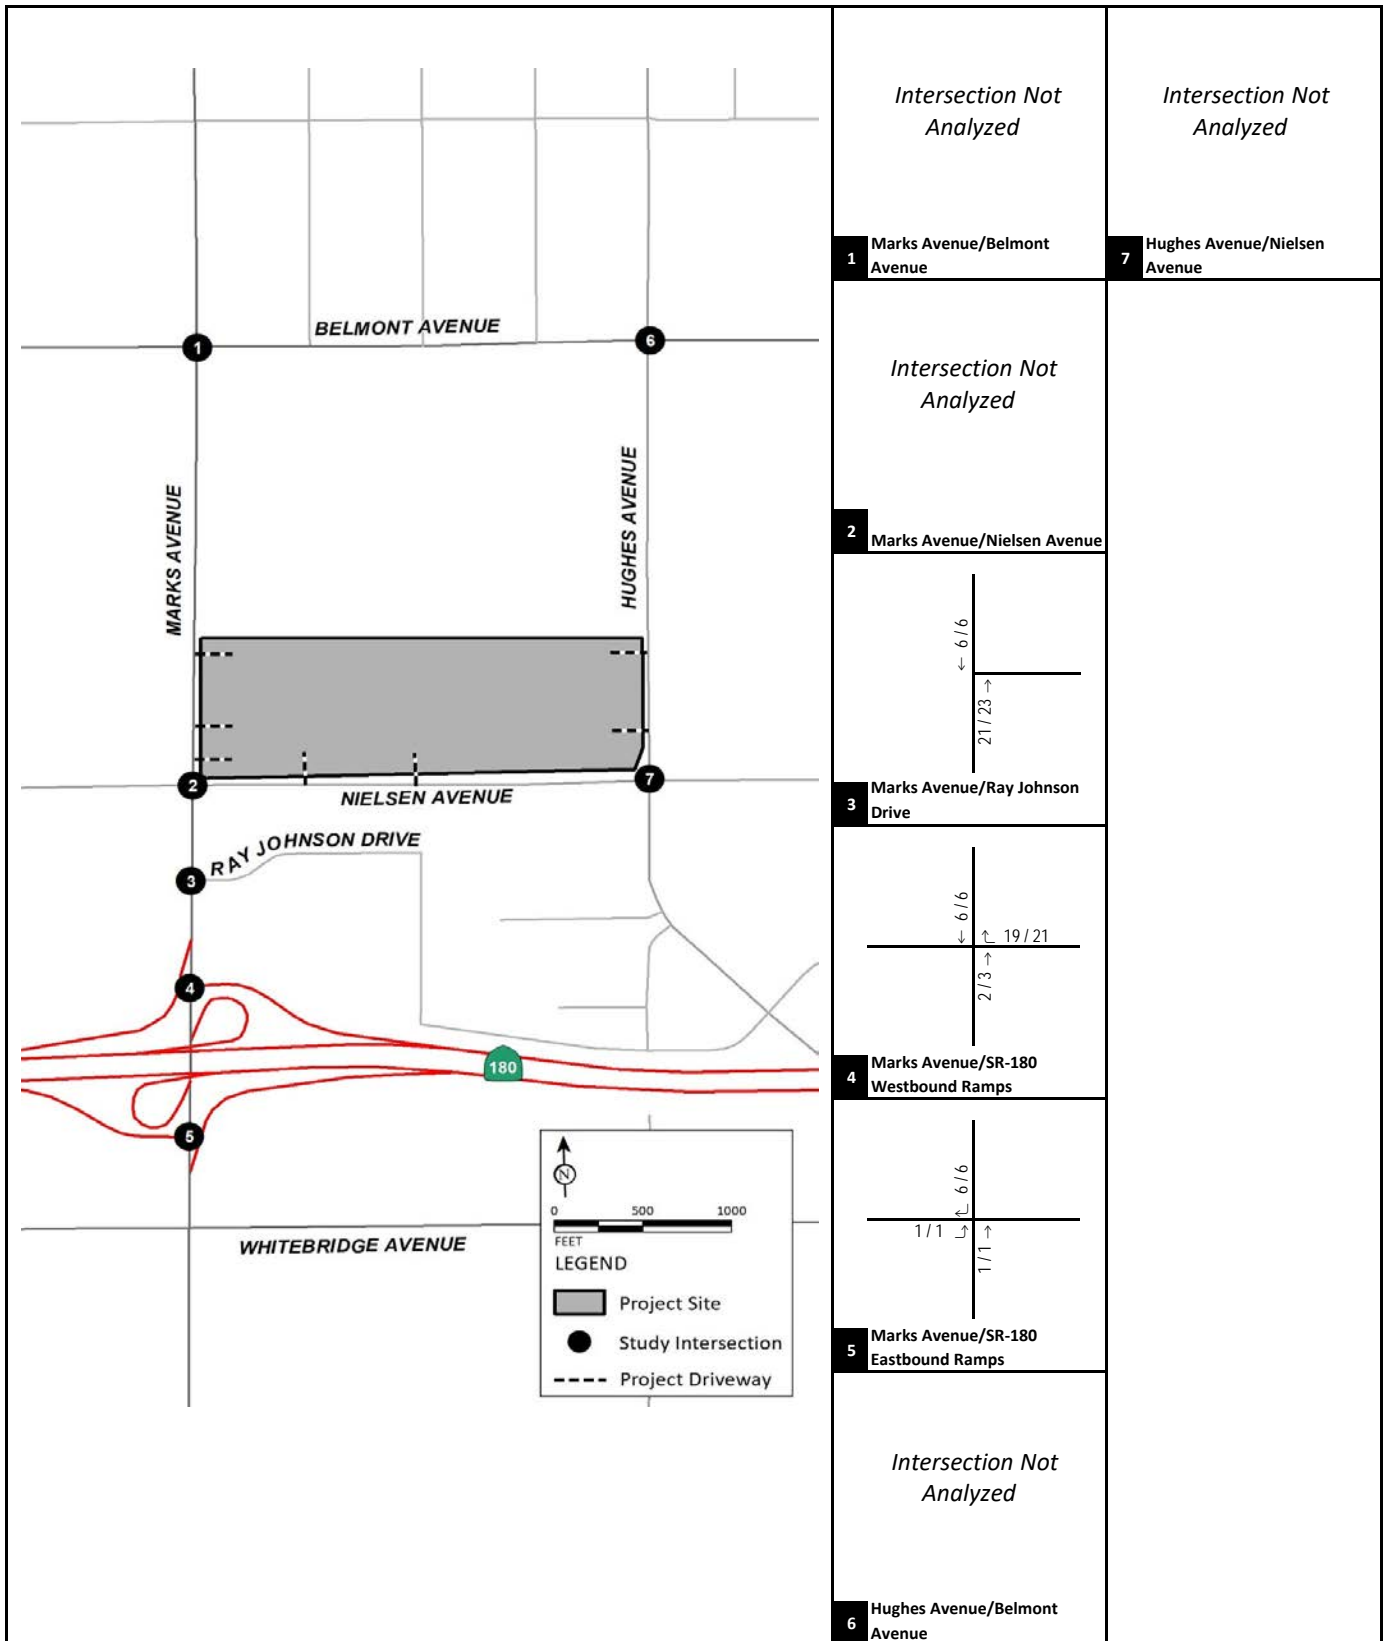 BELMONT AVENUE
1
6
MARKS AVENUE
HUGHES AVENUE
2
7
NIELSEN AVENUE
RAY JOHNSON DRIVE
3
4
180
5
WHITEBRIDGE AVENUE
N
0 500 1000
FEET
LEGEND
Project Site
Study Intersection
Project Driveway
Intersection Not
Analyzed
1 Marks Avenue/Belmont
Avenue
Intersection Not
Analyzed
7 Hughes Avenue/Nielsen
Avenue
Intersection Not
Analyzed
2 Marks Avenue/Nielsen Avenue
6 / 6
21 / 23
3 Marks Avenue/Ray Johnson
Drive
6 / 6
19 / 21
2 / 3
4 Marks Avenue/SR-180
Westbound Ramps
6 / 6
1 / 1
1 / 1
5 Marks Avenue/SR-180
Eastbound Ramps
Intersection Not
Analyzed
6 Hughes Avenue/Belmont
Avenue